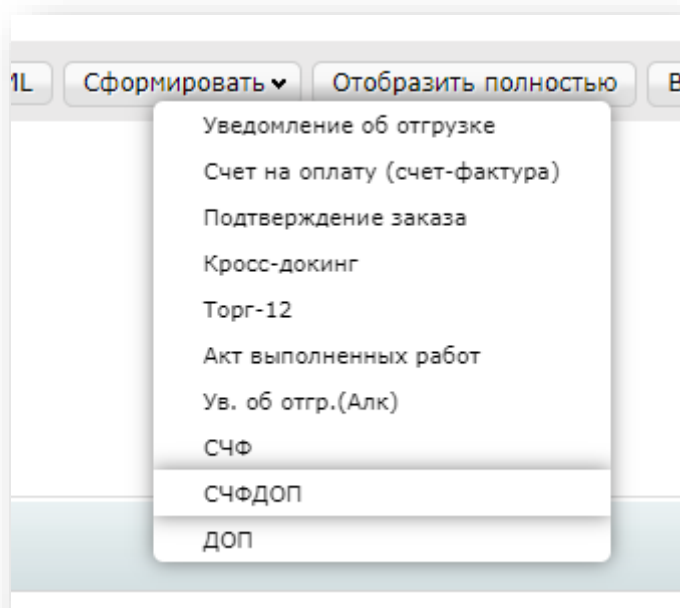 ML Сформировать Отобразить полностью В
Уведомление об отгрузке
Счет на оплату (счет-фактура)
Подтверждение заказа
Кросс-докинг
Торг-12
Акт выполненных работ
Ув. об отгр.(Алк)
СЧФ
СЧФДОП
ДОП